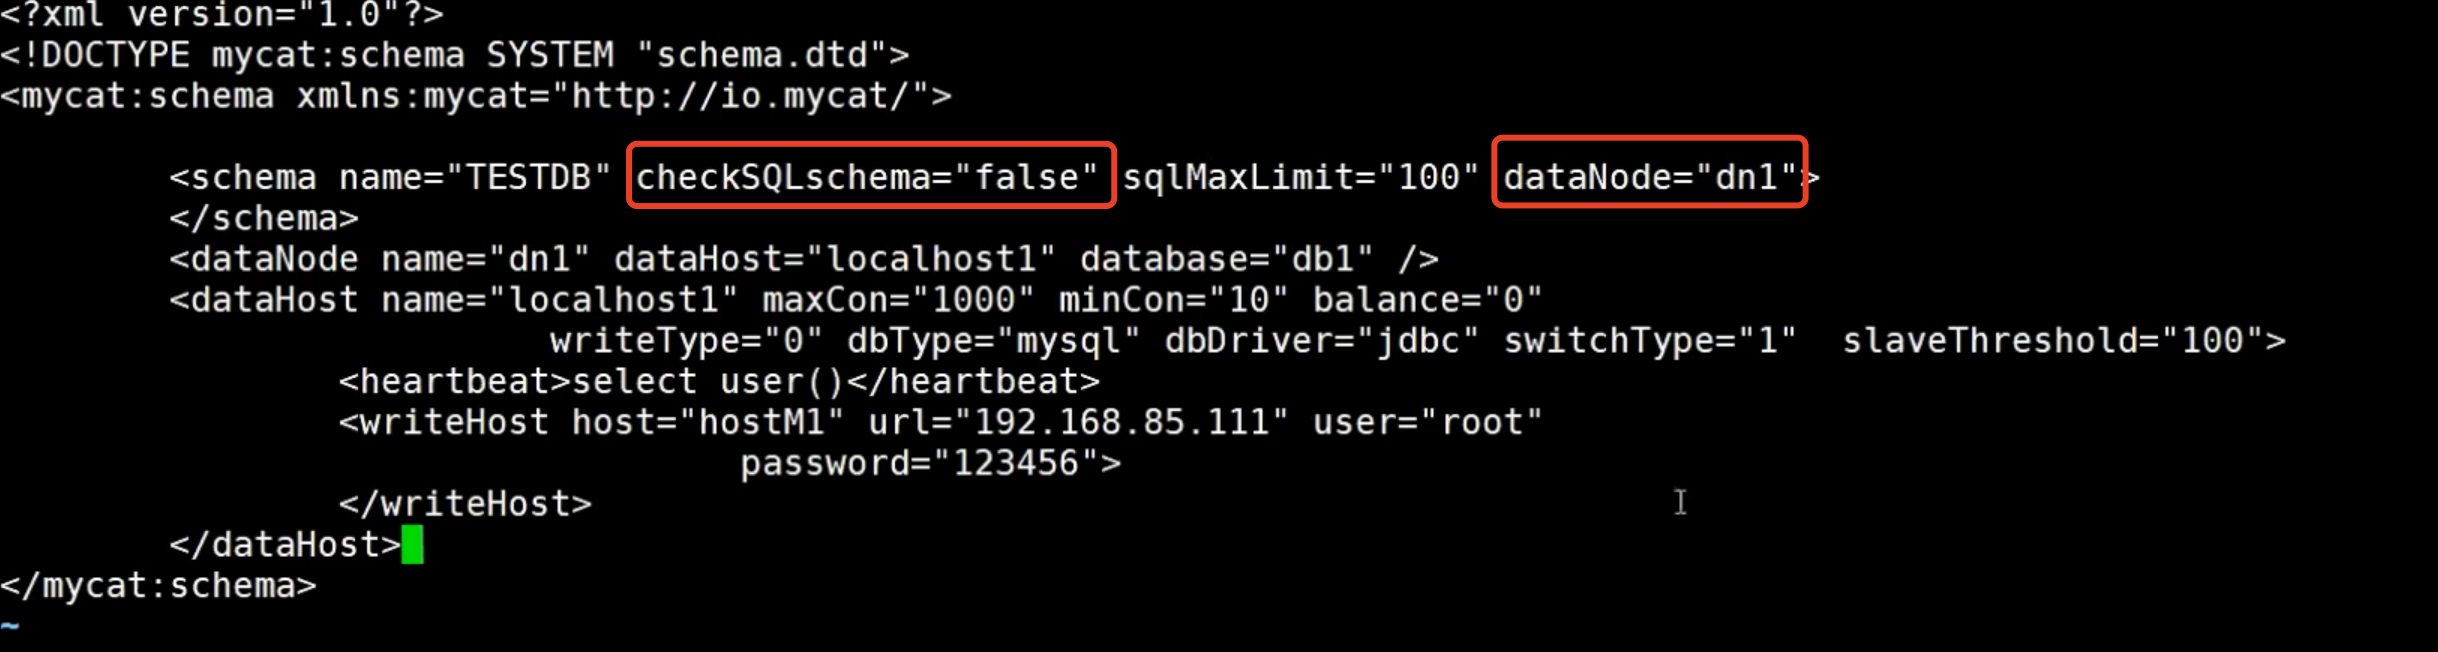 <?xml version="1.0"?>
<!DOCTYPE mycat:schema SYSTEM "schema.dtd">
<mycat:schema xmlns:mycat="http://io.mycat/">
<schema name="TESTDB" checkSQLschema="false" sqlMaxLimit="100" dataNode="dn1">
</schema>
<dataNode name="dn1" dataHost="localhost1" database="db1" />
<dataHost name="localhost1" maxCon="1000" minCon="10" balance="0"
writeType="0" dbType="mysql" dbDriver="jdbc" switchType="1"  slaveThreshold="100">
<heartbeat>select user()</heartbeat>
<writeHost host="hostM1" url="192.168.85.111" user="root"
password="123456">
</writeHost>
</dataHost>
</mycat:schema>
~